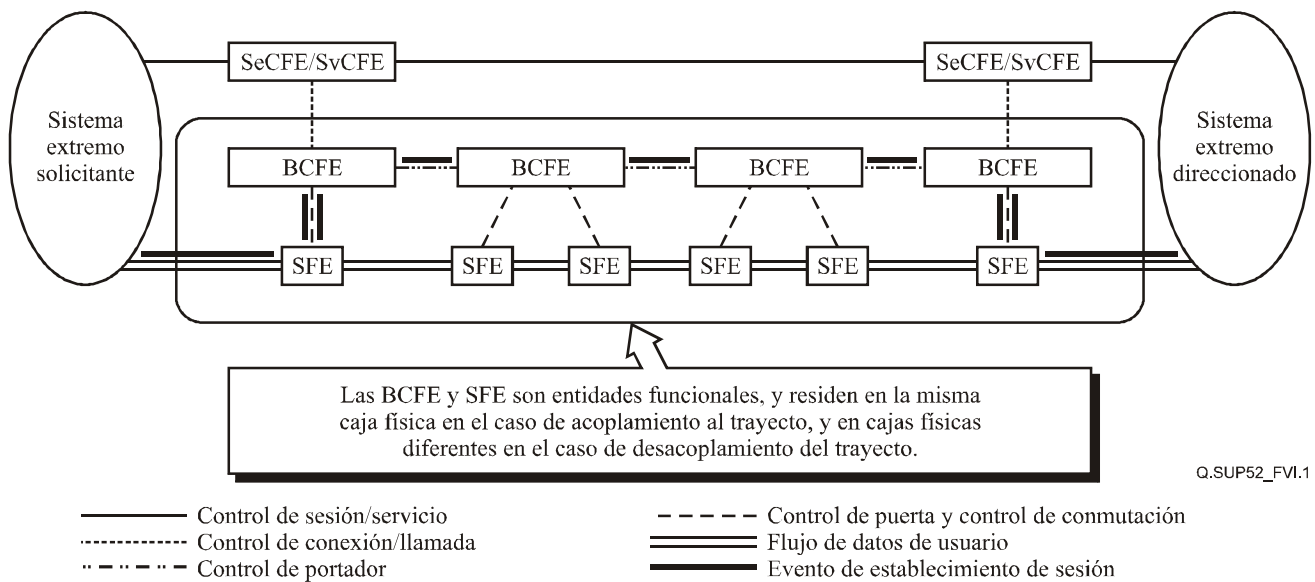 SeCFE/SvCFE
SeCFE/SvCFE
Sistema
extremo
solicitante
Sistema
extremo
direccionado
BCFE
BCFE
BCFE
BCFE
SFE
SFE
SFE
SFE
SFE
SFE
Las BCFE y SFE son entidades funcionales, y residen en la misma
caja física en el caso de acoplamiento al trayecto, y en cajas físicas
diferentes en el caso de desacoplamiento del trayecto.
Q.SUP52_FVI.1
Control de sesión/servicio
Control de conexión/llamada
Control de portador
Control de puerta y control de conmutación
Flujo de datos de usuario
Evento de establecimiento de sesión